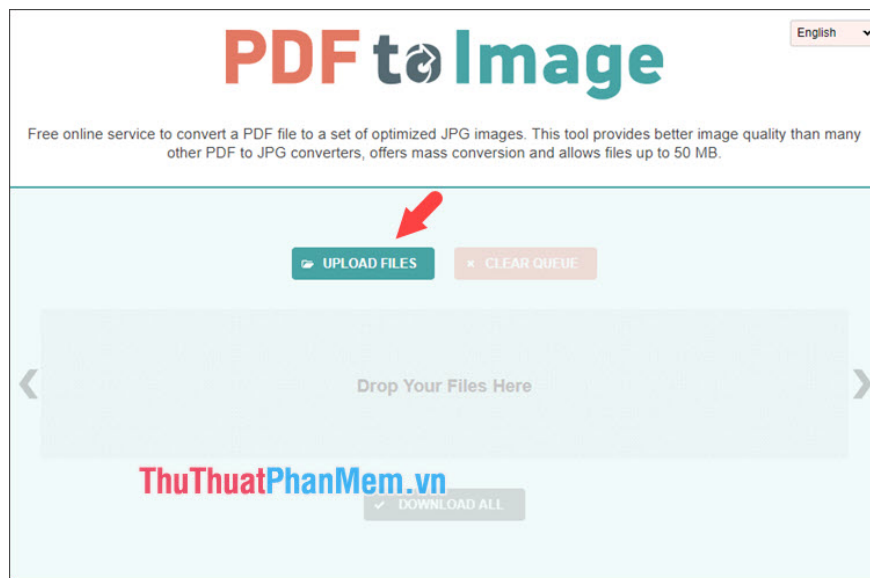 English
PDF to Image
Free online service to convert a PDF file to a set of optimized JPG images. This tool provides better image quality than many
other PDF to JPG converters, offers mass conversion and allows files up to 50 MB.
UPLOAD FILES
CLEAR QUEUE
Drop Your Files Here
ThuThuatPhanMem.vn
DOWNLOAD ALL